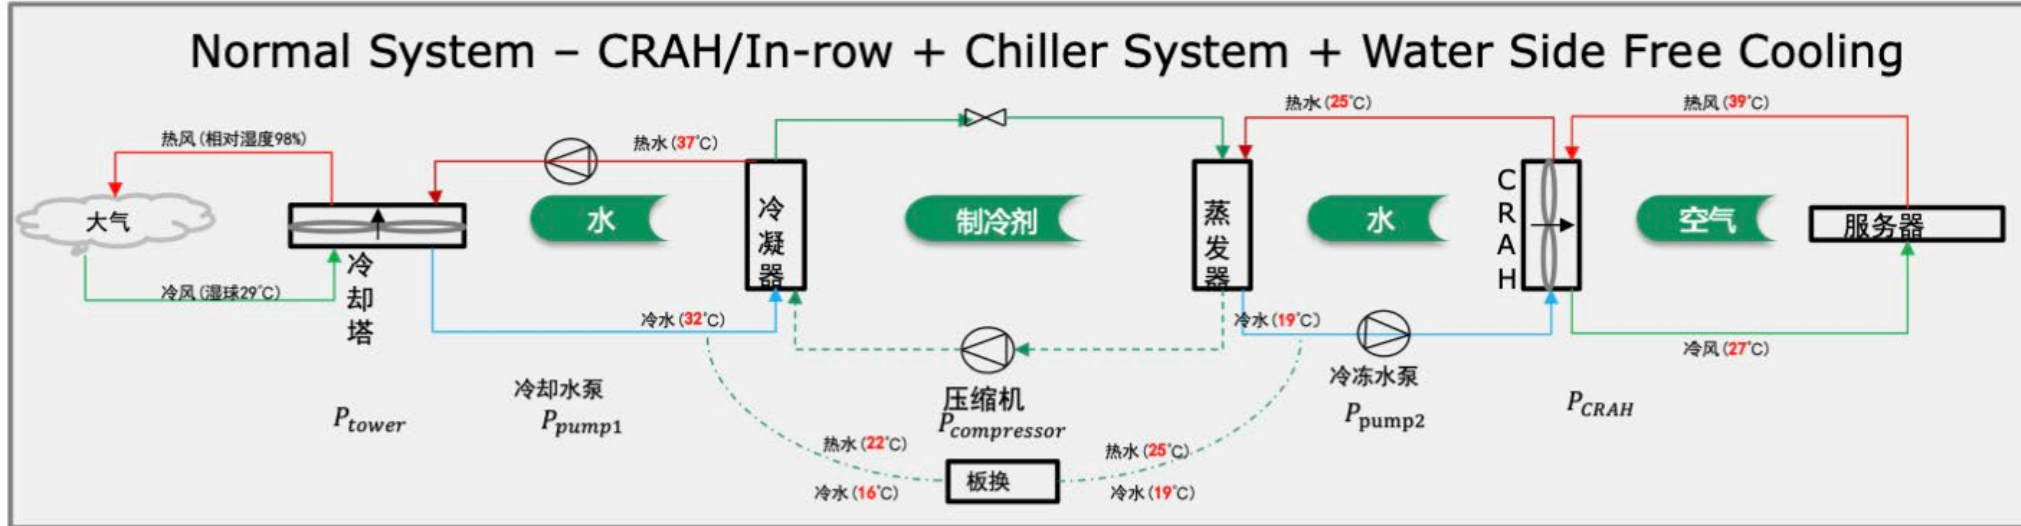 Normal System – CRAH/In-row + Chiller System + Water Side Free Cooling
热风(相对湿度98%)
热水(37℃)
热水(25℃)
热风(39℃)
大气
冷却塔
水
冷凝器
制冷剂
蒸发器
水
CRAH
空气
服务器
冷风(湿球29℃)
冷水(32℃)
冷水(19℃)
冷风(27℃)
冷却水泵
压缩机
冷冻水泵
P_tower
P_pump1
P_compressor
P_pump2
P_CRAH
热水(22℃)
热水(25℃)
板换
冷水(16℃)
冷水(19℃)